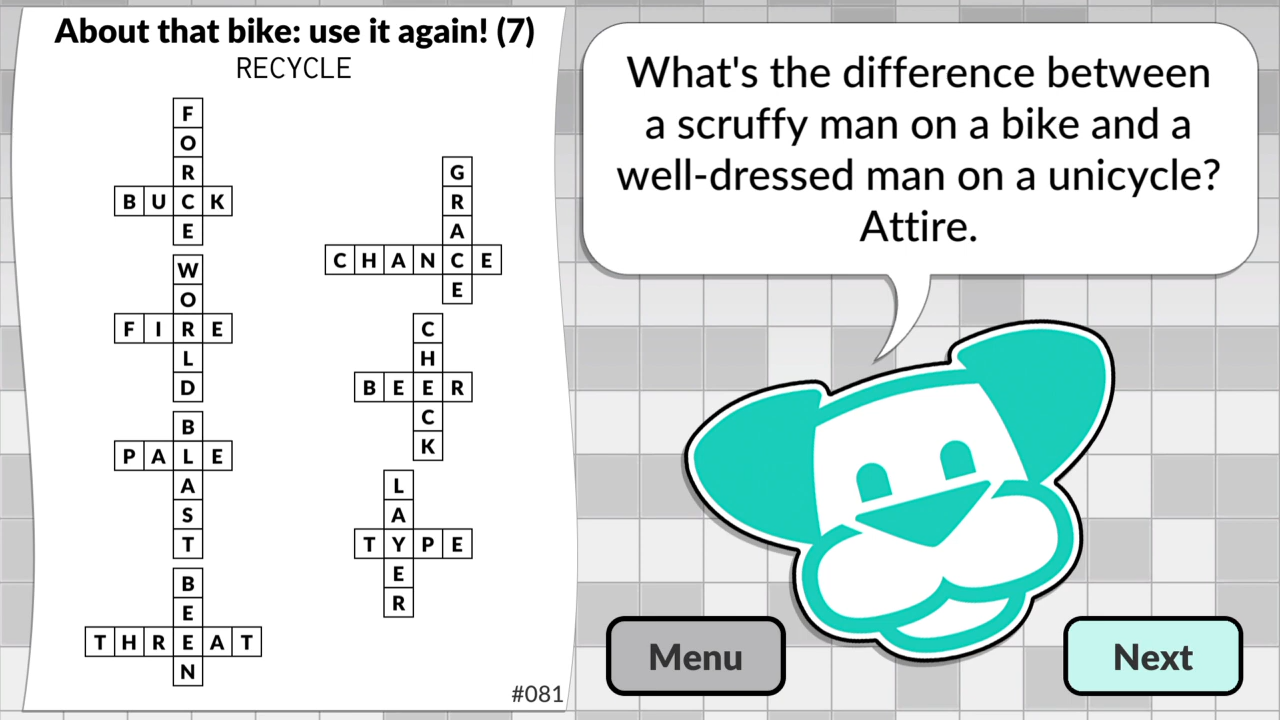 About that bike: use it again! (7)
RECYCLE
FORCE
BUCK
WORLD
FIRE
BLAST
PALE
BEEN
THREAT
GRACE
CHANCE
CHECK
BEER
LAYER
TYPE
#081
What's the difference between
a scruffy man on a bike and a
well-dressed man on a unicycle?
Attire.
Menu
Next